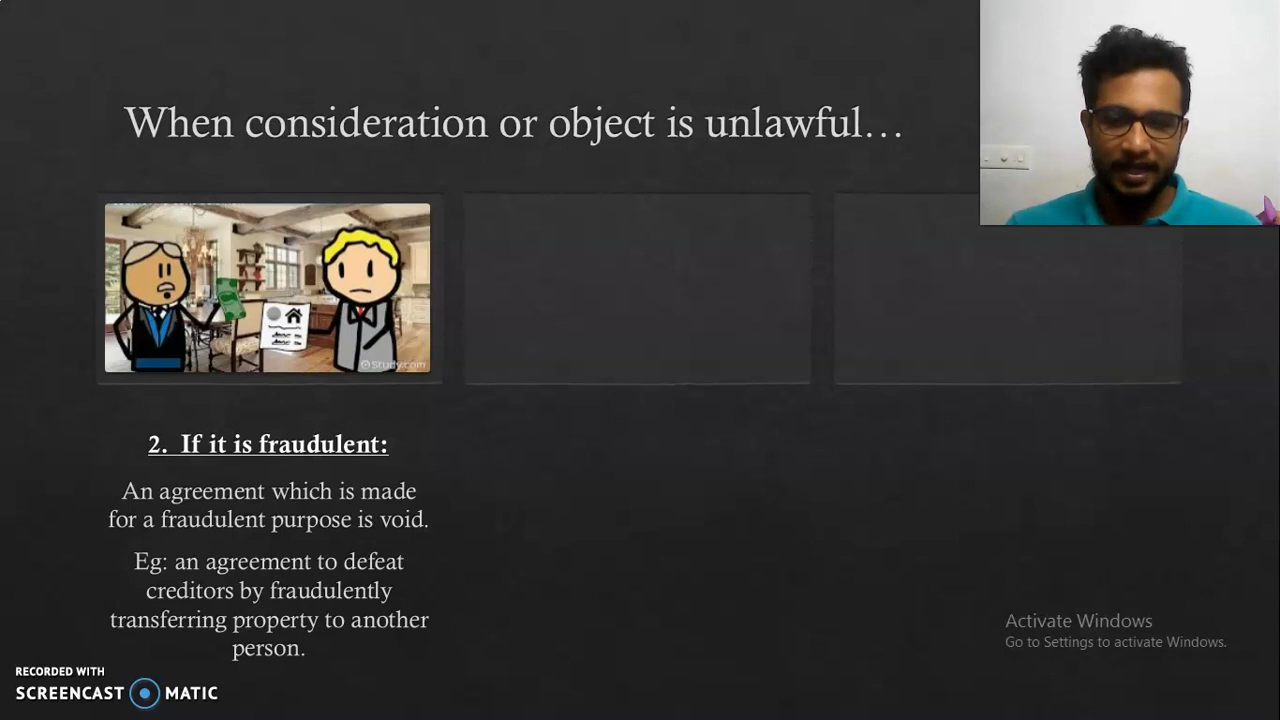 When consideration or object is unlawful…
Study.com
2. If it is fraudulent:
An agreement which is made
for a fraudulent purpose is void.
Eg: an agreement to defeat
creditors by fraudulently
transferring property to another
person.
Activate Windows
Go to Settings to activate Windows.
RECORDED WITH
SCREENCAST MATIC